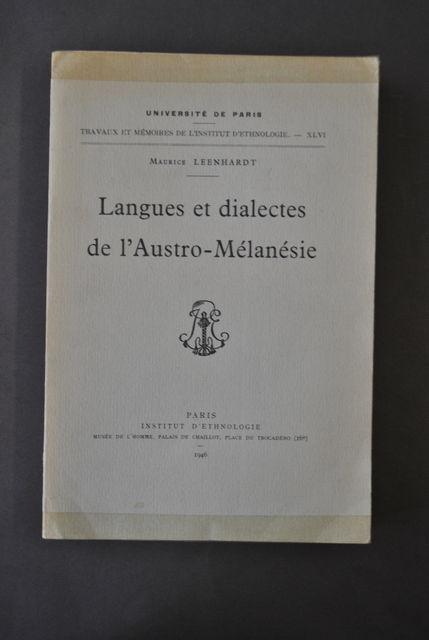 UNIVERSITÉ DE PARIS
TRAVAUX ET MÉMOIRES DE L'INSTITUT D'ETHNOLOGIE. — XLVI
MAURICE LEENHARDT
Langues et dialectes
de l'Austro-Mélanésie
PARIS
INSTITUT D'ETHNOLOGIE
MUSÉE DE L'HOMME, PALAIS DE CHAILLOT, PLACE DU TROCADÉRO (16e)
1946